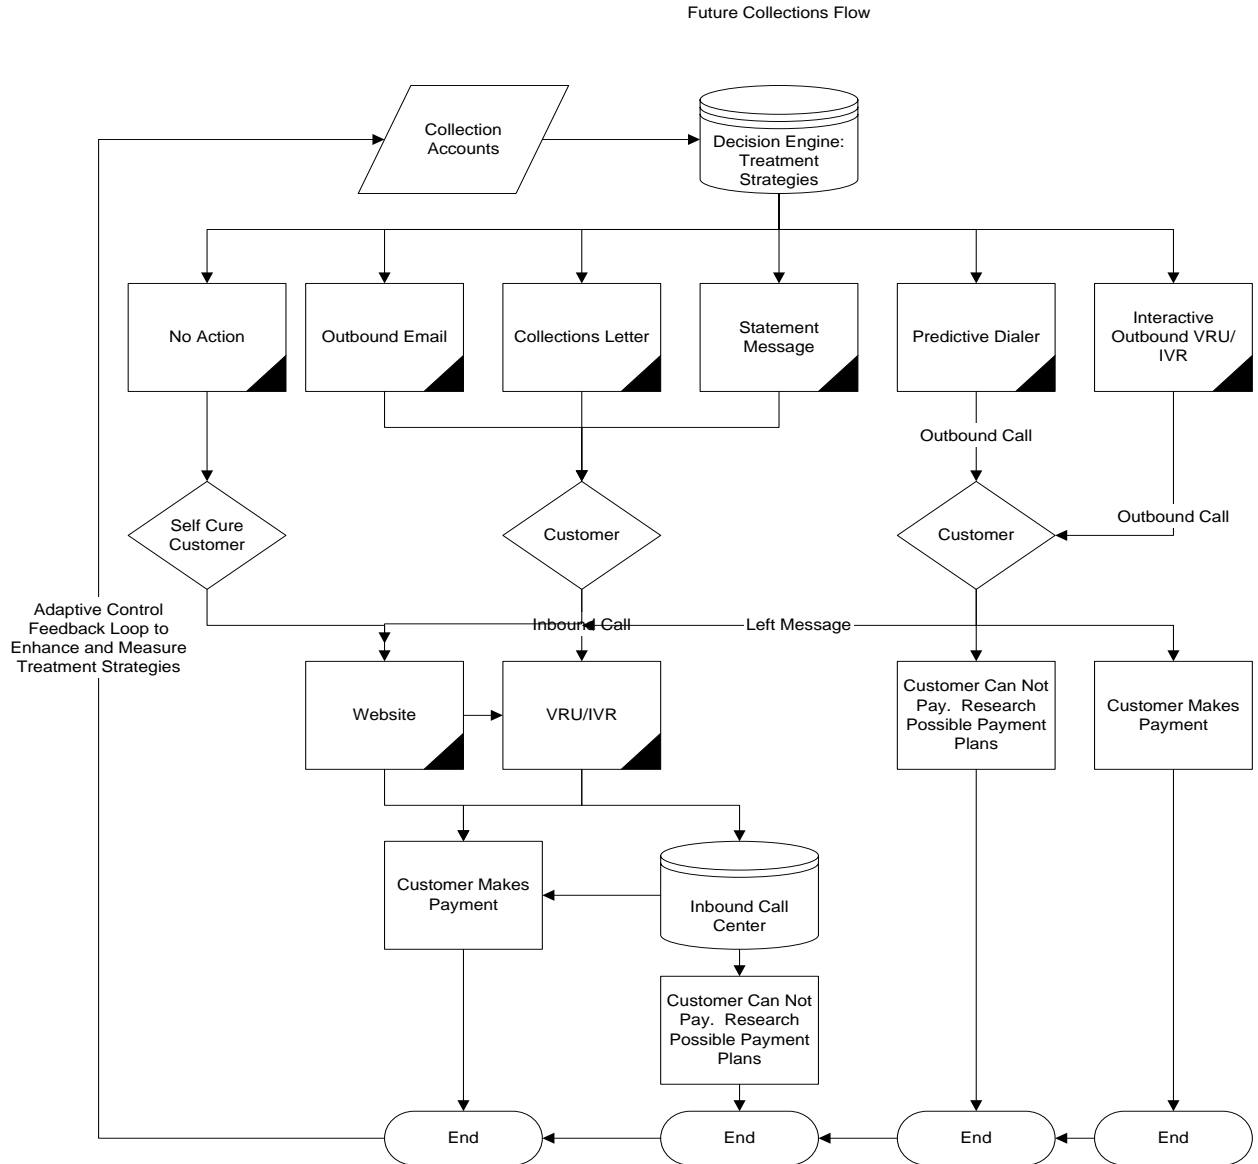 Future Collections Flow
Collection
Accounts
Decision Engine:
Treatment
Strategies
No Action
Outbound Email
Collections Letter
Statement
Message
Predictive Dialer
Interactive
Outbound VRU/
IVR
Outbound Call
Outbound Call
Self Cure
Customer
Customer
Customer
Adaptive Control
Feedback Loop to
Enhance and Measure
Treatment Strategies
Inbound Call
Left Message
Website
VRU/IVR
Customer Can Not
Pay.  Research
Possible Payment
Plans
Customer Makes
Payment
Customer Makes
Payment
Inbound Call
Center
Customer Can Not
Pay.  Research
Possible Payment
Plans
End
End
End
End